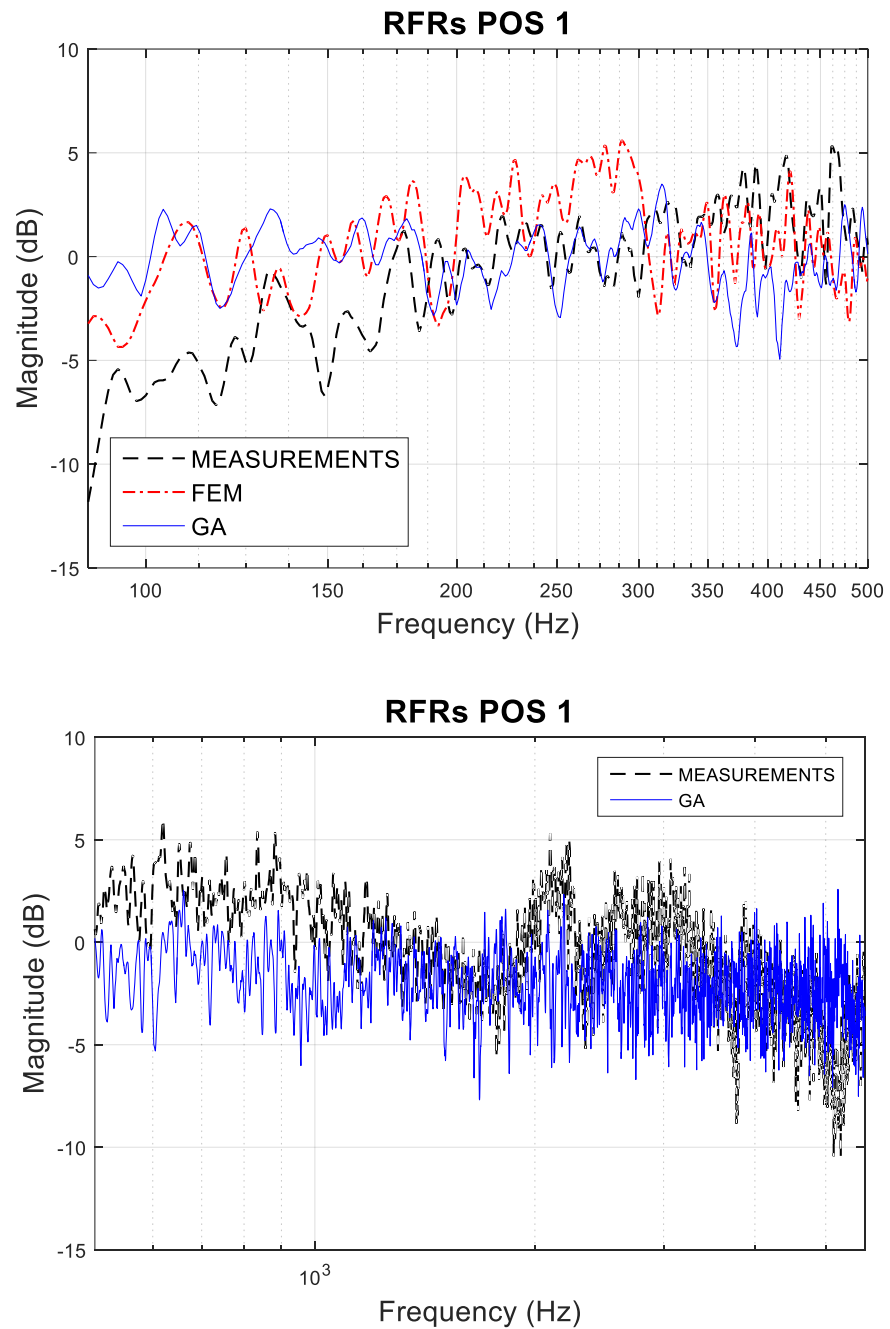 RFRs POS 1
10
5
0
-5
-10
-15
Magnitude (dB)
MEASUREMENTS
FEM
GA
100 150 200 250 300 350 400 450 500
Frequency (Hz)
RFRs POS 1
10
5
0
-5
-10
-15
Magnitude (dB)
MEASUREMENTS
GA
10³
Frequency (Hz)